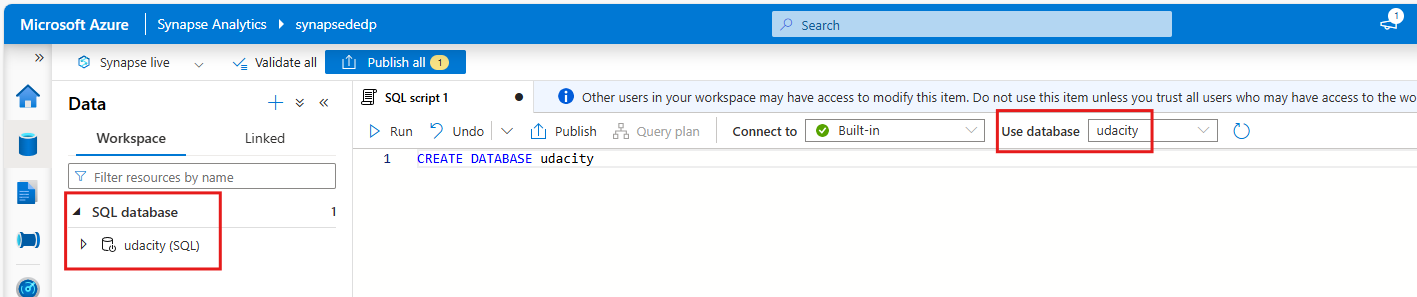 Microsoft Azure Synapse Analytics synapsededp Search 1
Synapse live Validate all Publish all 1
Data
Workspace Linked
Filter resources by name
SQL database 1
udacity (SQL)
SQL script 1
Other users in your workspace may have access to modify this item. Do not use this item unless you trust all users who may have access to the wo
Run Undo Publish Query plan Connect to Built-in Use database udacity
1 CREATE DATABASE udacity